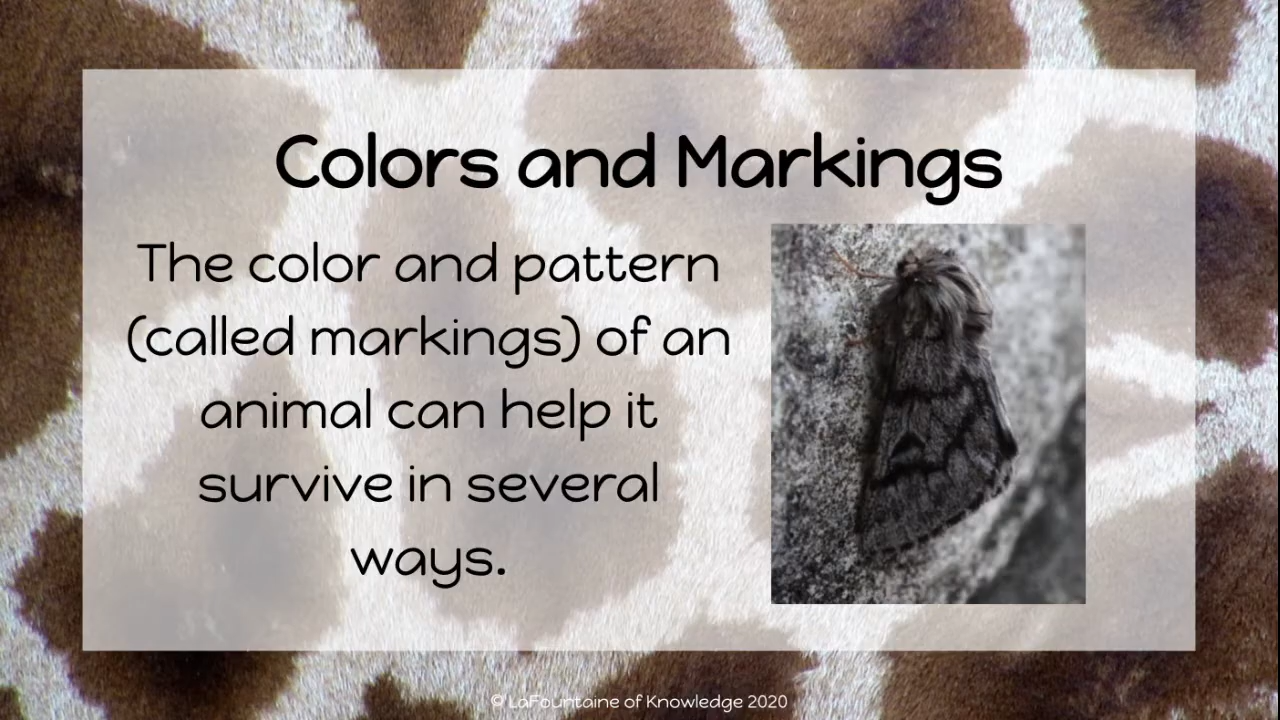 Colors and Markings
The color and pattern
(called markings) of an
animal can help it
survive in several
ways.
© LaFountaine of Knowledge 2020